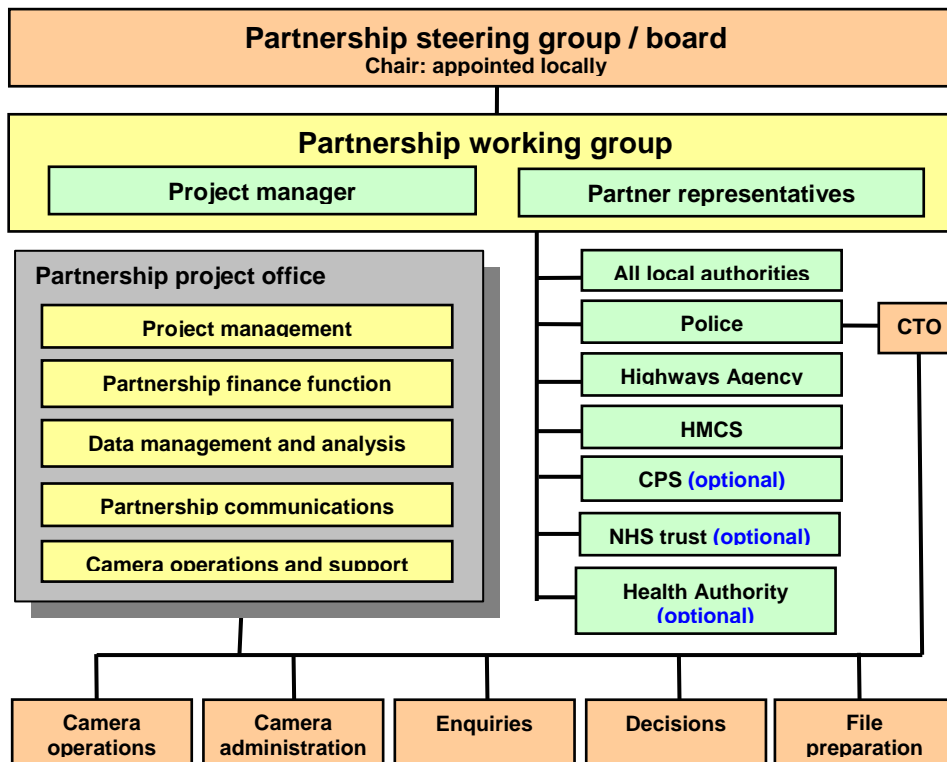 Partnership steering group / board
Chair: appointed locally
Partnership working group
Project manager
Partner representatives
Partnership project office
Project management
Partnership finance function
Data management and analysis
Partnership communications
Camera operations and support
All local authorities
Police
CTO
Highways Agency
HMCS
CPS (optional)
NHS trust (optional)
Health Authority
(optional)
Camera
operations
Camera
administration
Enquiries
Decisions
File
preparation